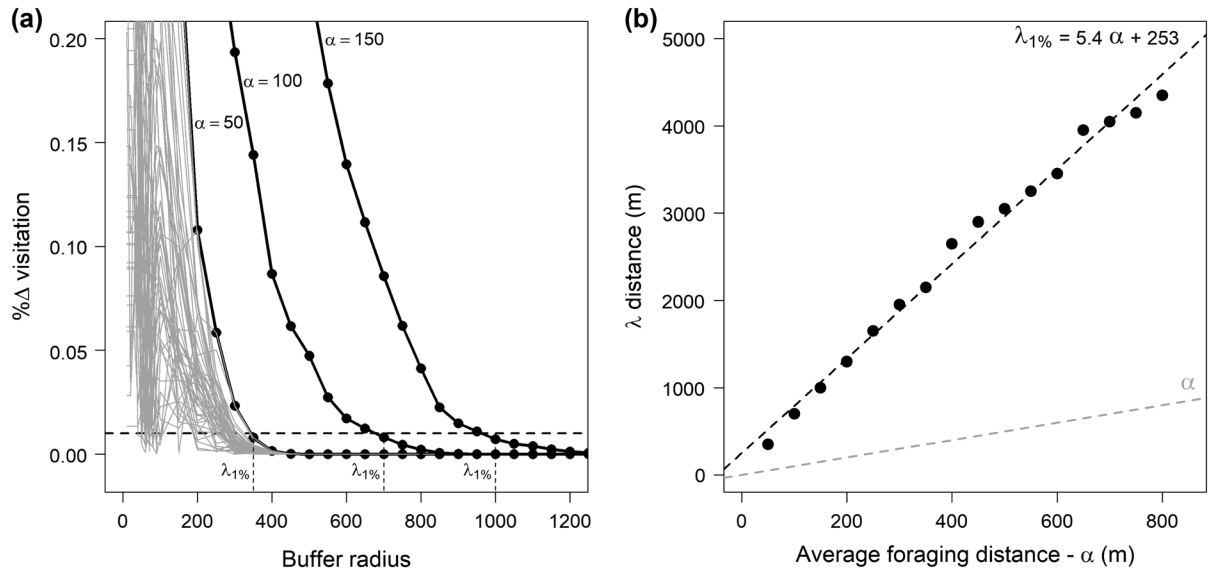 (a)
0.20
0.15
0.10
0.05
0.00
%Δ visitation
α = 50
α = 100
α = 150
λ1%
λ1%
λ1%
0
200
400
600
800
1000
1200
Buffer radius
(b)
λ1% = 5.4 α + 253
5000
4000
3000
2000
1000
0
λ distance (m)
α
0
200
400
600
800
Average foraging distance - α (m)